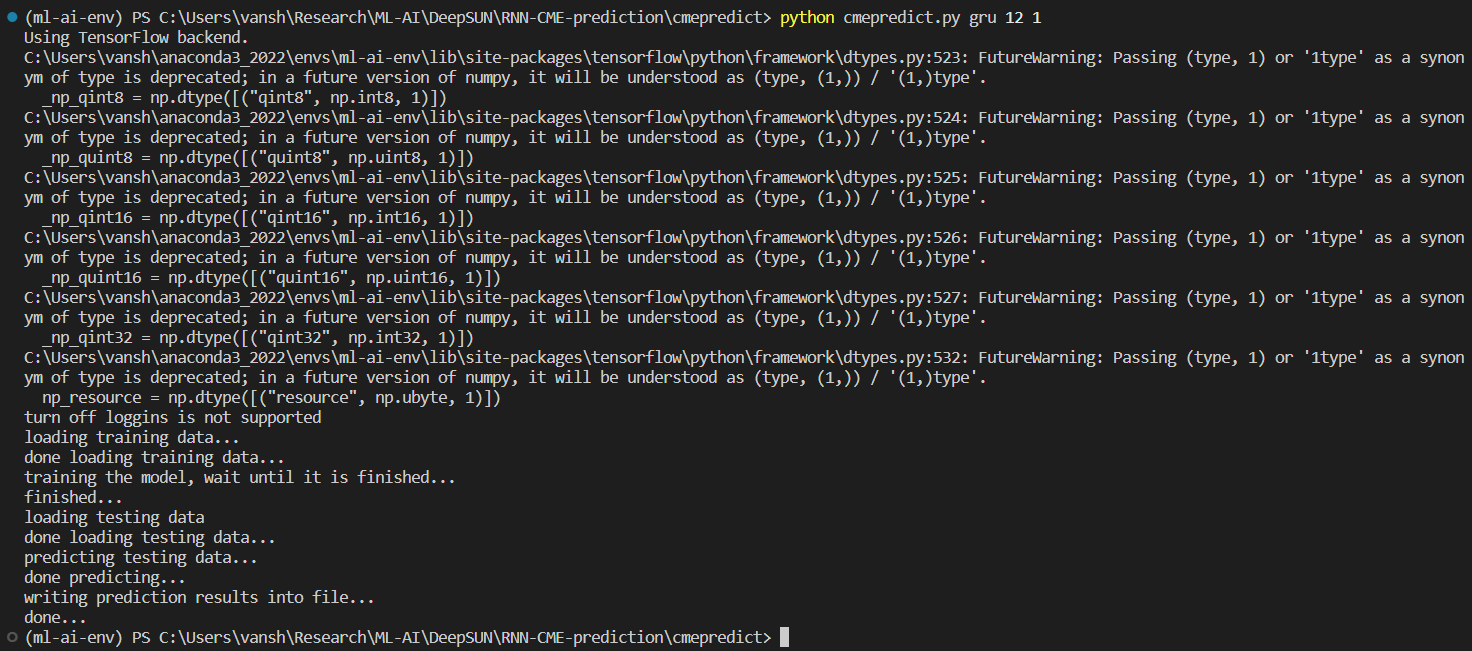 (ml-ai-env) PS C:\Users\vansh\Research\ML-AI\DeepSUN\RNN-CME-prediction\cmepredict> python cmepredict.py gru 12 1
Using TensorFlow backend.
C:\Users\vansh\anaconda3_2022\envs\ml-ai-env\lib\site-packages\tensorflow\python\framework\dtypes.py:523: FutureWarning: Passing (type, 1) or '1type' as a synon
ym of type is deprecated; in a future version of numpy, it will be understood as (type, (1,)) / '(1,)type'.
  _np_qint8 = np.dtype([("qint8", np.int8, 1)])
C:\Users\vansh\anaconda3_2022\envs\ml-ai-env\lib\site-packages\tensorflow\python\framework\dtypes.py:524: FutureWarning: Passing (type, 1) or '1type' as a synon
ym of type is deprecated; in a future version of numpy, it will be understood as (type, (1,)) / '(1,)type'.
  _np_quint8 = np.dtype([("quint8", np.uint8, 1)])
C:\Users\vansh\anaconda3_2022\envs\ml-ai-env\lib\site-packages\tensorflow\python\framework\dtypes.py:525: FutureWarning: Passing (type, 1) or '1type' as a synon
ym of type is deprecated; in a future version of numpy, it will be understood as (type, (1,)) / '(1,)type'.
  _np_qint16 = np.dtype([("qint16", np.int16, 1)])
C:\Users\vansh\anaconda3_2022\envs\ml-ai-env\lib\site-packages\tensorflow\python\framework\dtypes.py:526: FutureWarning: Passing (type, 1) or '1type' as a synon
ym of type is deprecated; in a future version of numpy, it will be understood as (type, (1,)) / '(1,)type'.
  _np_quint16 = np.dtype([("quint16", np.uint16, 1)])
C:\Users\vansh\anaconda3_2022\envs\ml-ai-env\lib\site-packages\tensorflow\python\framework\dtypes.py:527: FutureWarning: Passing (type, 1) or '1type' as a synon
ym of type is deprecated; in a future version of numpy, it will be understood as (type, (1,)) / '(1,)type'.
  _np_qint32 = np.dtype([("qint32", np.int32, 1)])
C:\Users\vansh\anaconda3_2022\envs\ml-ai-env\lib\site-packages\tensorflow\python\framework\dtypes.py:532: FutureWarning: Passing (type, 1) or '1type' as a synon
ym of type is deprecated; in a future version of numpy, it will be understood as (type, (1,)) / '(1,)type'.
  np_resource = np.dtype([("resource", np.ubyte, 1)])
turn off loggins is not supported
loading training data...
done loading training data...
training the model, wait until it is finished...
finished...
loading testing data
done loading testing data...
predicting testing data...
done predicting...
writing prediction results into file...
done...
(ml-ai-env) PS C:\Users\vansh\Research\ML-AI\DeepSUN\RNN-CME-prediction\cmepredict>